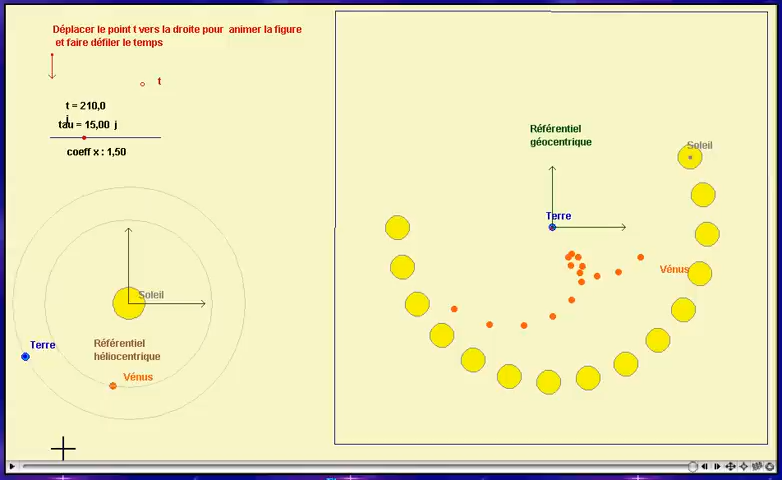 Déplacer le point t vers la droite pour animer la figure
et faire défiler le temps
t
t = 210,0
j
tau = 15,00 j
coeff x : 1,50
Soleil
Terre
Référentiel
héliocentrique
Vénus
Référentiel
géocentrique
Soleil
Terre
Vénus